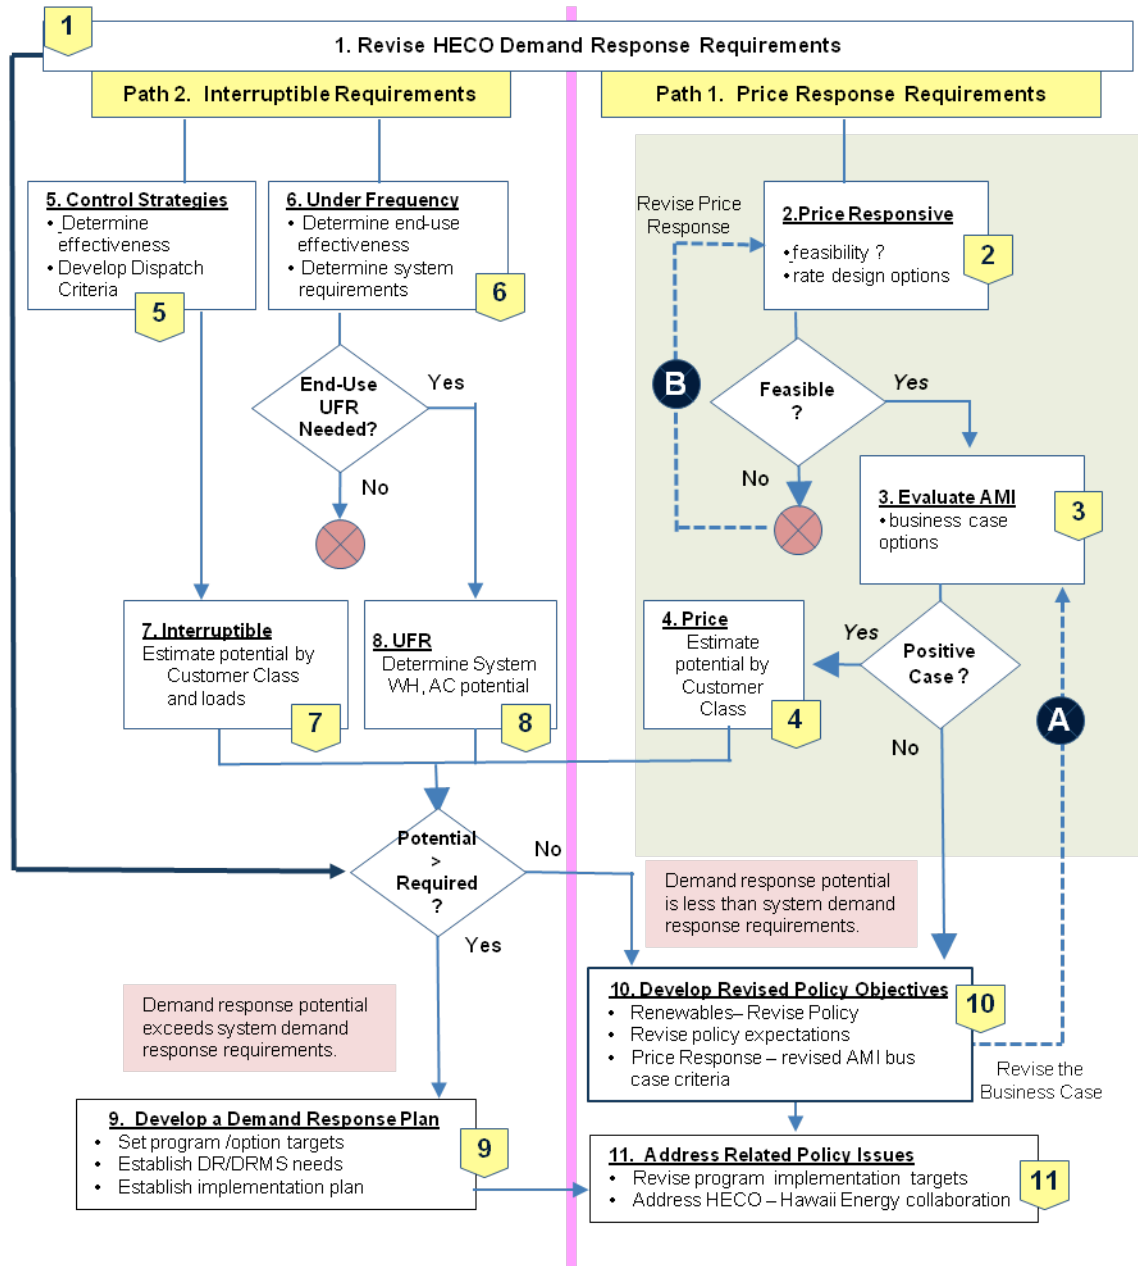 1
1. Revise HECO Demand Response Requirements
Path 2. Interruptible Requirements
Path 1. Price Response Requirements
5. Control Strategies
• Determine
effectiveness
• Develop Dispatch
Criteria
5
6. Under Frequency
• Determine end-use
effectiveness
• Determine system
requirements
6
Revise Price
Response
2.Price Responsive
•feasibility ?
• rate design options
2
End-Use
UFR
Needed?
Yes
No
B
Feasible
?
Yes
No
3. Evaluate AMI
• business case
options
3
7. Interruptible
Estimate potential by
Customer Class
and loads
7
8. UFR
Determine System
WH, AC potential
8
4. Price
Estimate
potential by
Customer
Class
4
Yes
Positive
Case ?
No
A
Potential
>
Required
?
No
Yes
Demand response potential
is less than system demand
response requirements.
Demand response potential
exceeds system demand
response requirements.
10. Develop Revised Policy Objectives
• Renewables– Revise Policy
• Revise policy expectations
• Price Response – revised AMI bus
case criteria
10
Revise the
Business Case
9. Develop a Demand Response Plan
• Set program /option targets
• Establish DR/DRMS needs
• Establish implementation plan
9
11. Address Related Policy Issues
• Revise program implementation targets
• Address HECO – Hawaii Energy collaboration
11